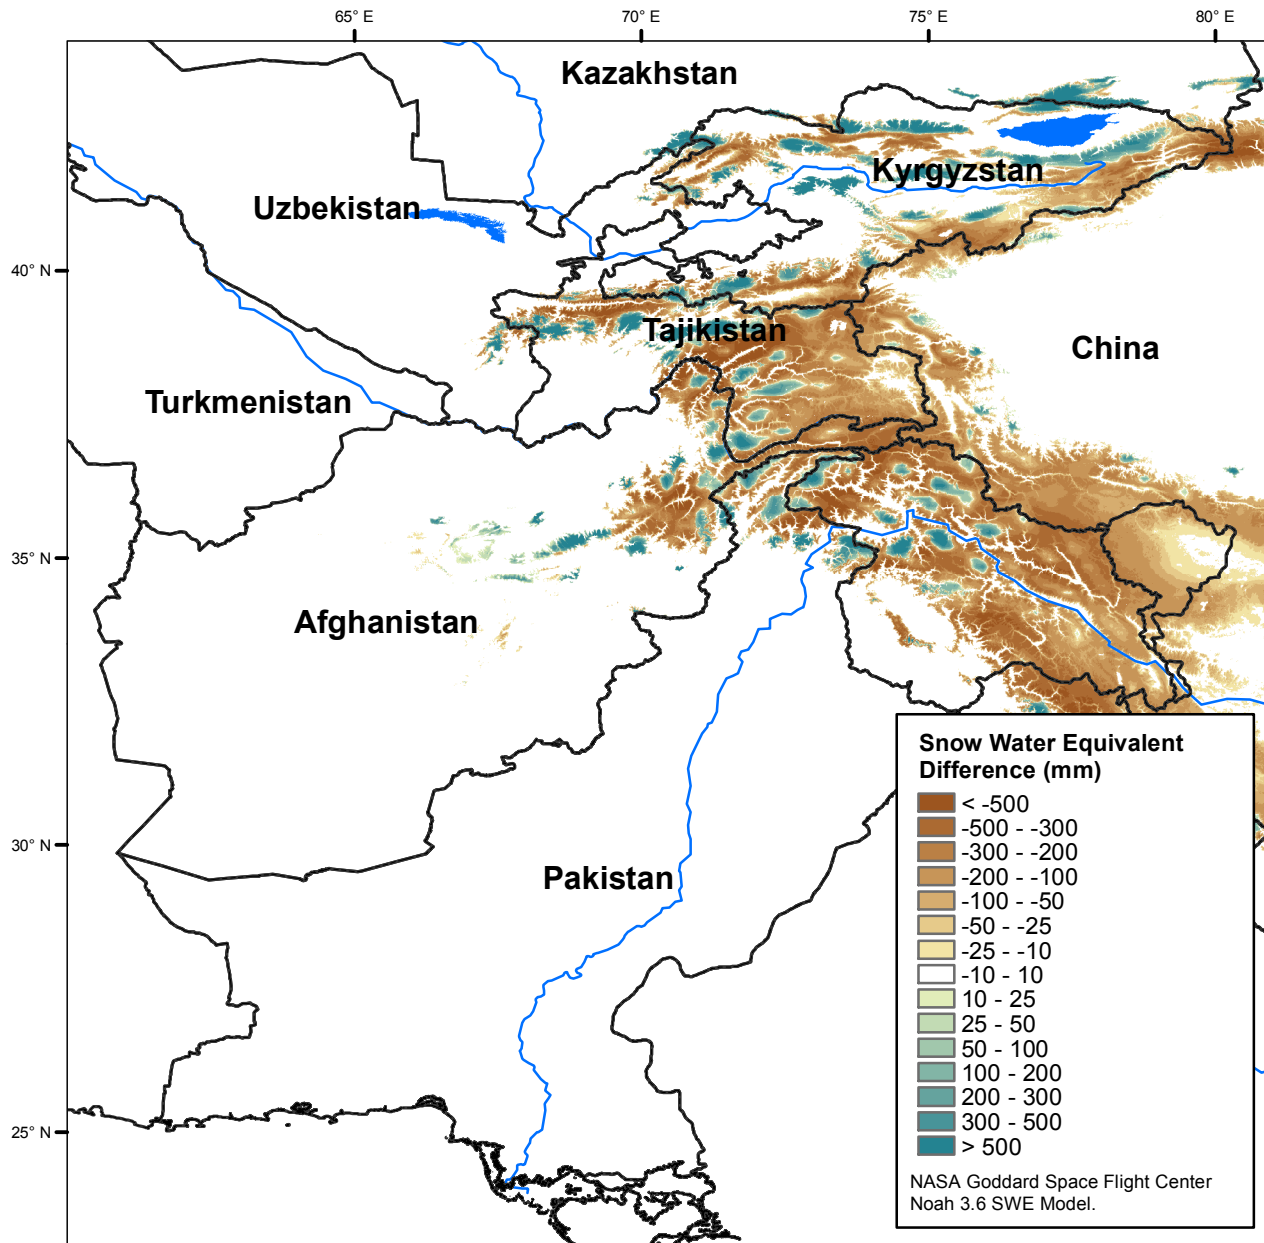 65° E
70° E
75° E
80° E
Kazakhstan
Kyrgyzstan
Uzbekistan
40° N
Tajikistan
China
Turkmenistan
35° N
Afghanistan
30° N
Pakistan
25° N
Snow Water Equivalent
Difference (mm)
< -500
-500 - -300
-300 - -200
-200 - -100
-100 - -50
-50 - -25
-25 - -10
-10 - 10
10 - 25
25 - 50
50 - 100
100 - 200
200 - 300
300 - 500
> 500
NASA Goddard Space Flight Center
Noah 3.6 SWE Model.